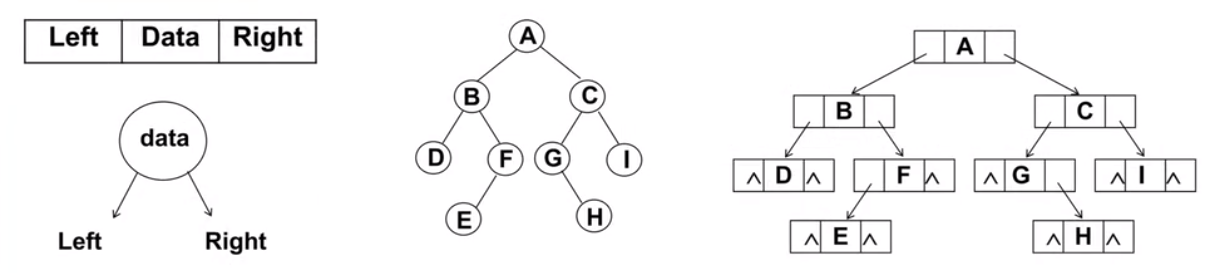 Left Data Right
data
Left Right
A
B C
D F G I
E H
A
B C
^ D ^ F ^ ^ G ^ I ^
^ E ^ ^ H ^